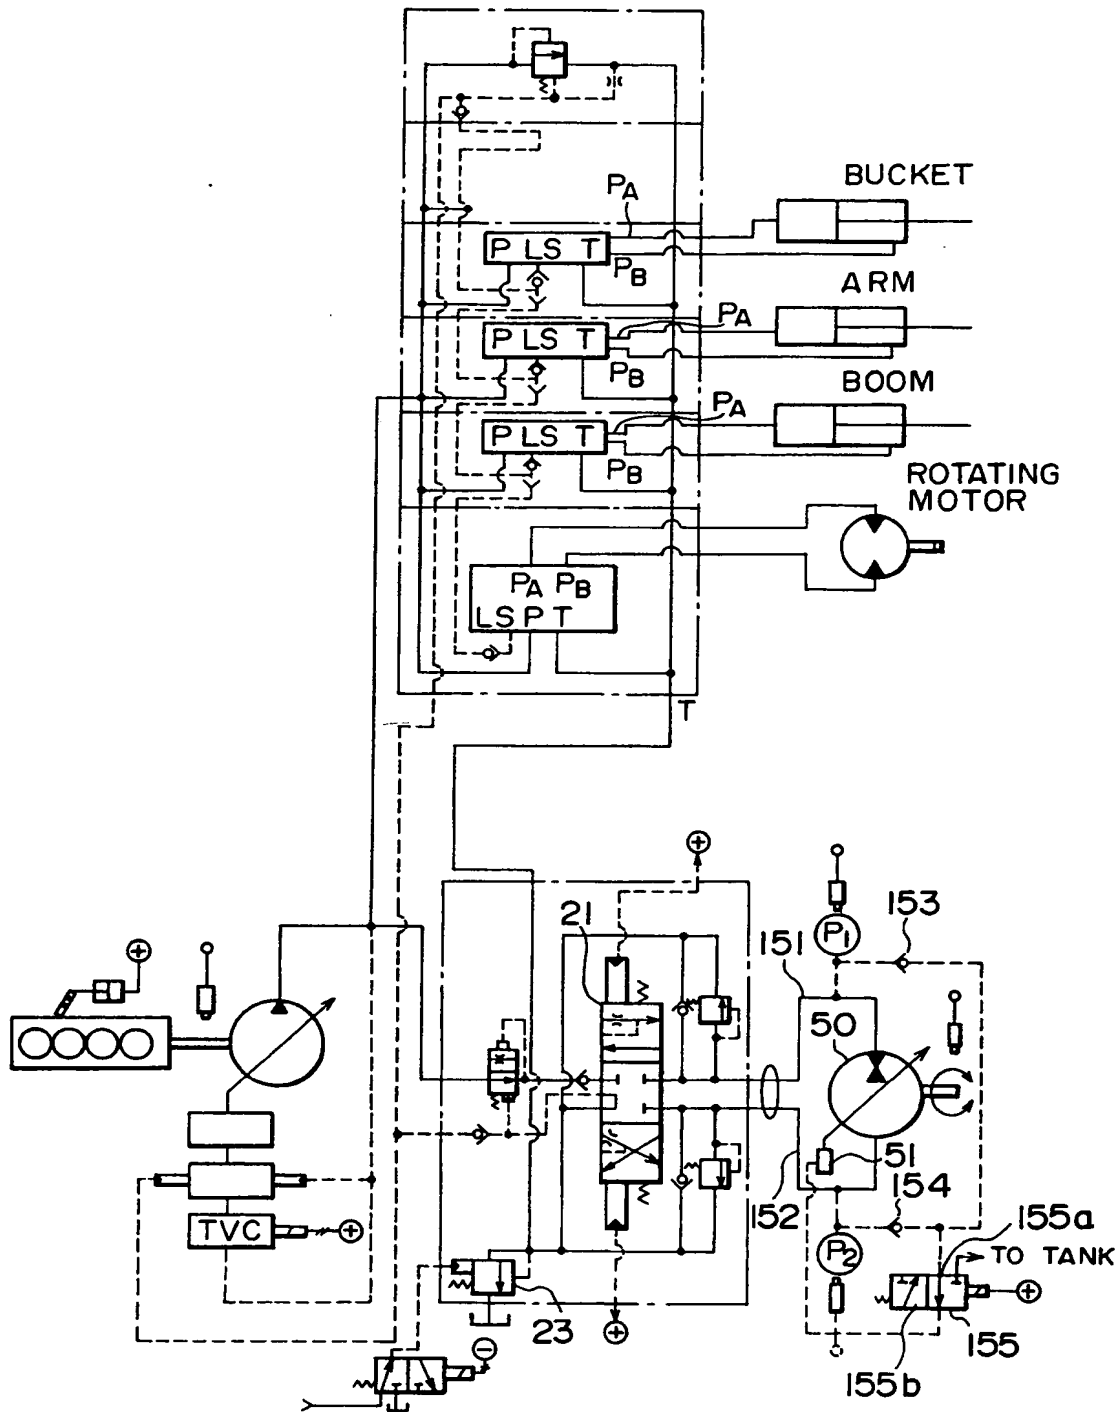 BUCKET
PA
P LS T
PB
ARM
PA
P LS T
PB
BOOM
PA
P LS T
PB
ROTATING
MOTOR
PA PB
LS P T
T
21
151
P1
153
50
51
152
154
155a
TO TANK
P2
TVC
23
155
155b